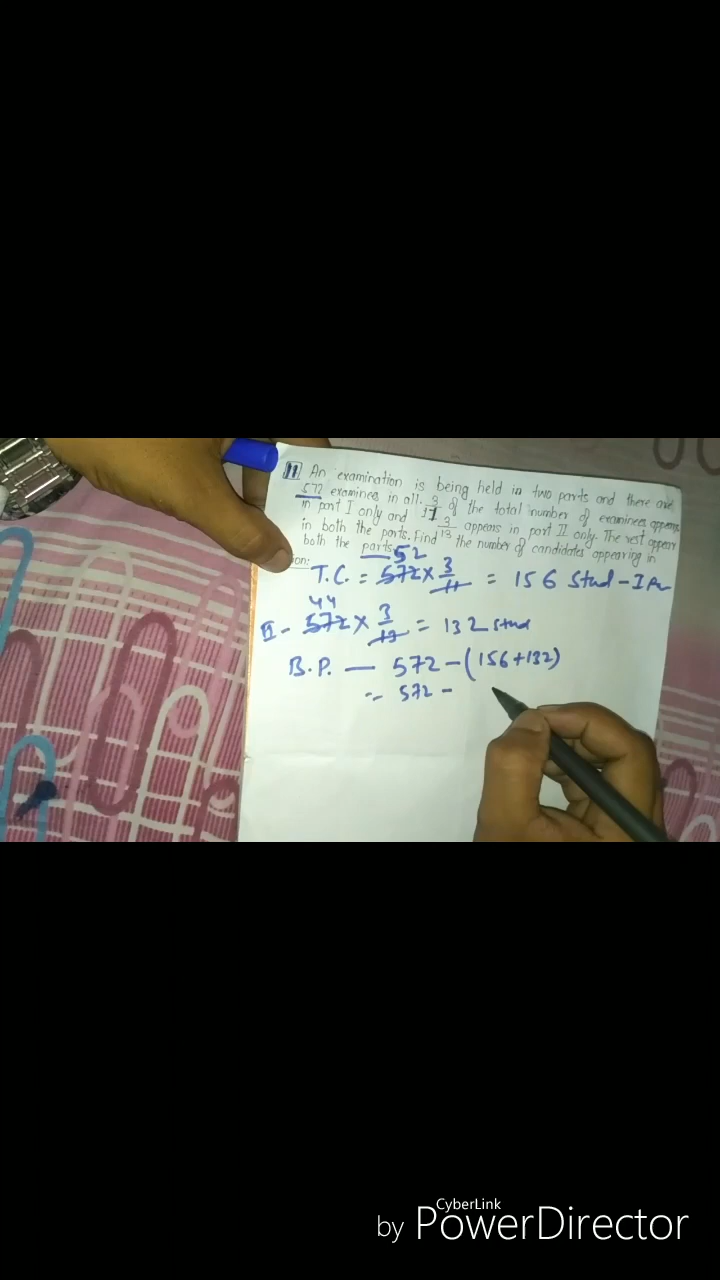 11 An examination is being held in two parts and there are
572 examinees in all. 3/11 of the total number of examinees appears
in part I only and 3/13 appears in part II only. The rest appear
in both the parts. Find the number of candidates appearing in
both the parts.
ion:
52
T.C. = 572 × 3/11 = 156 Stud - I
44
II - 572 × 3/13 = 132 Stud
B.P. — 572 - (156+132)
= 572 -
CyberLink
by PowerDirector